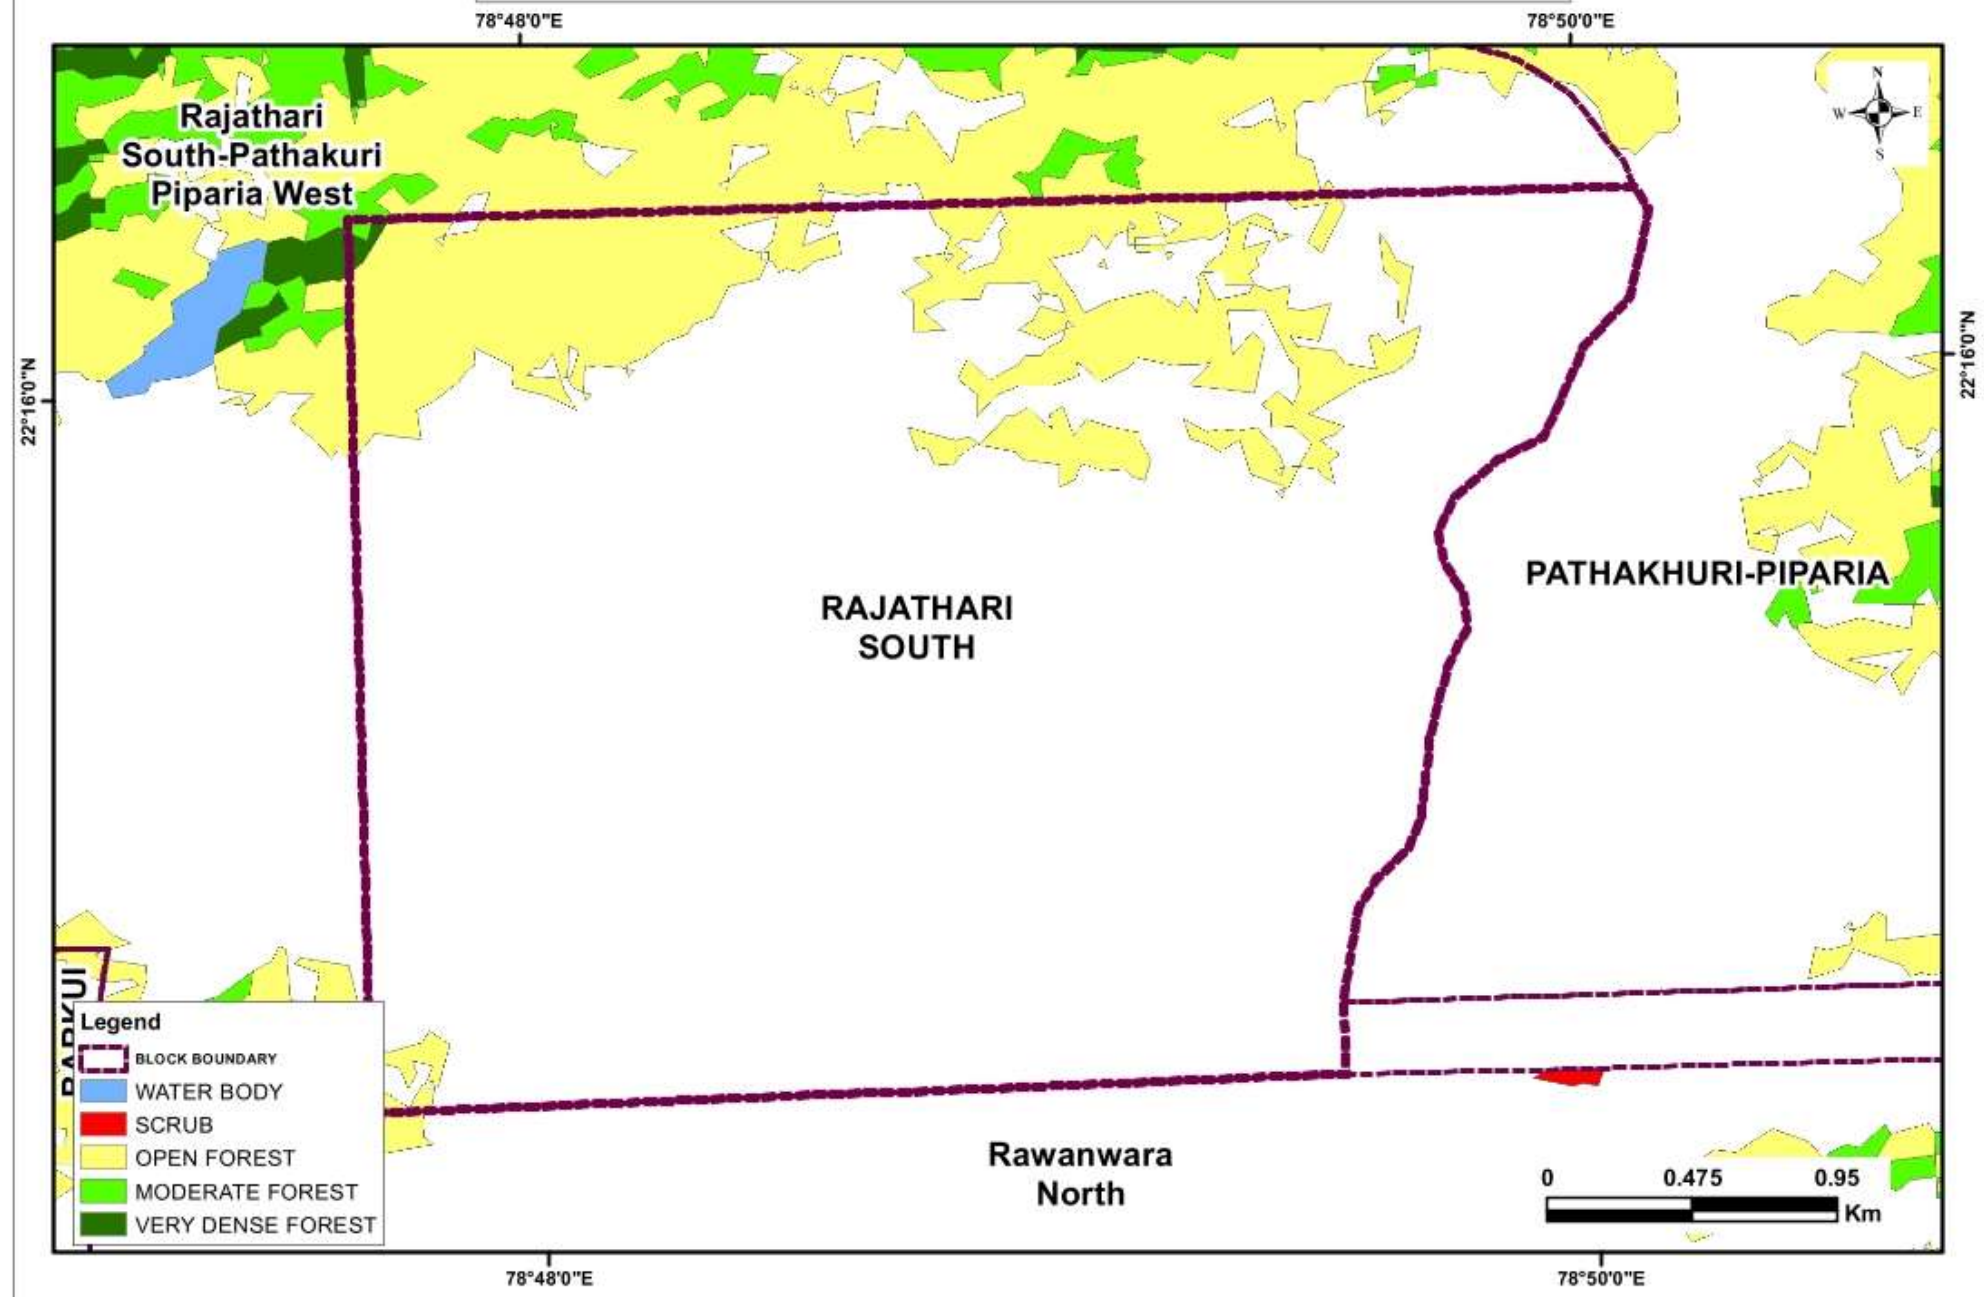 78°48'0"E
78°50'0"E
N
W
E
S
Rajathari
South-Pathakuri
Piparia West
22°16'0"N
22°16'0"N
RAJATHARI
SOUTH
PATHAKHURI-PIPARIA
Legend
BLOCK BOUNDARY
WATER BODY
SCRUB
OPEN FOREST
MODERATE FOREST
VERY DENSE FOREST
Rawanwara
North
0 0.475 0.95
Km
78°48'0"E
78°50'0"E